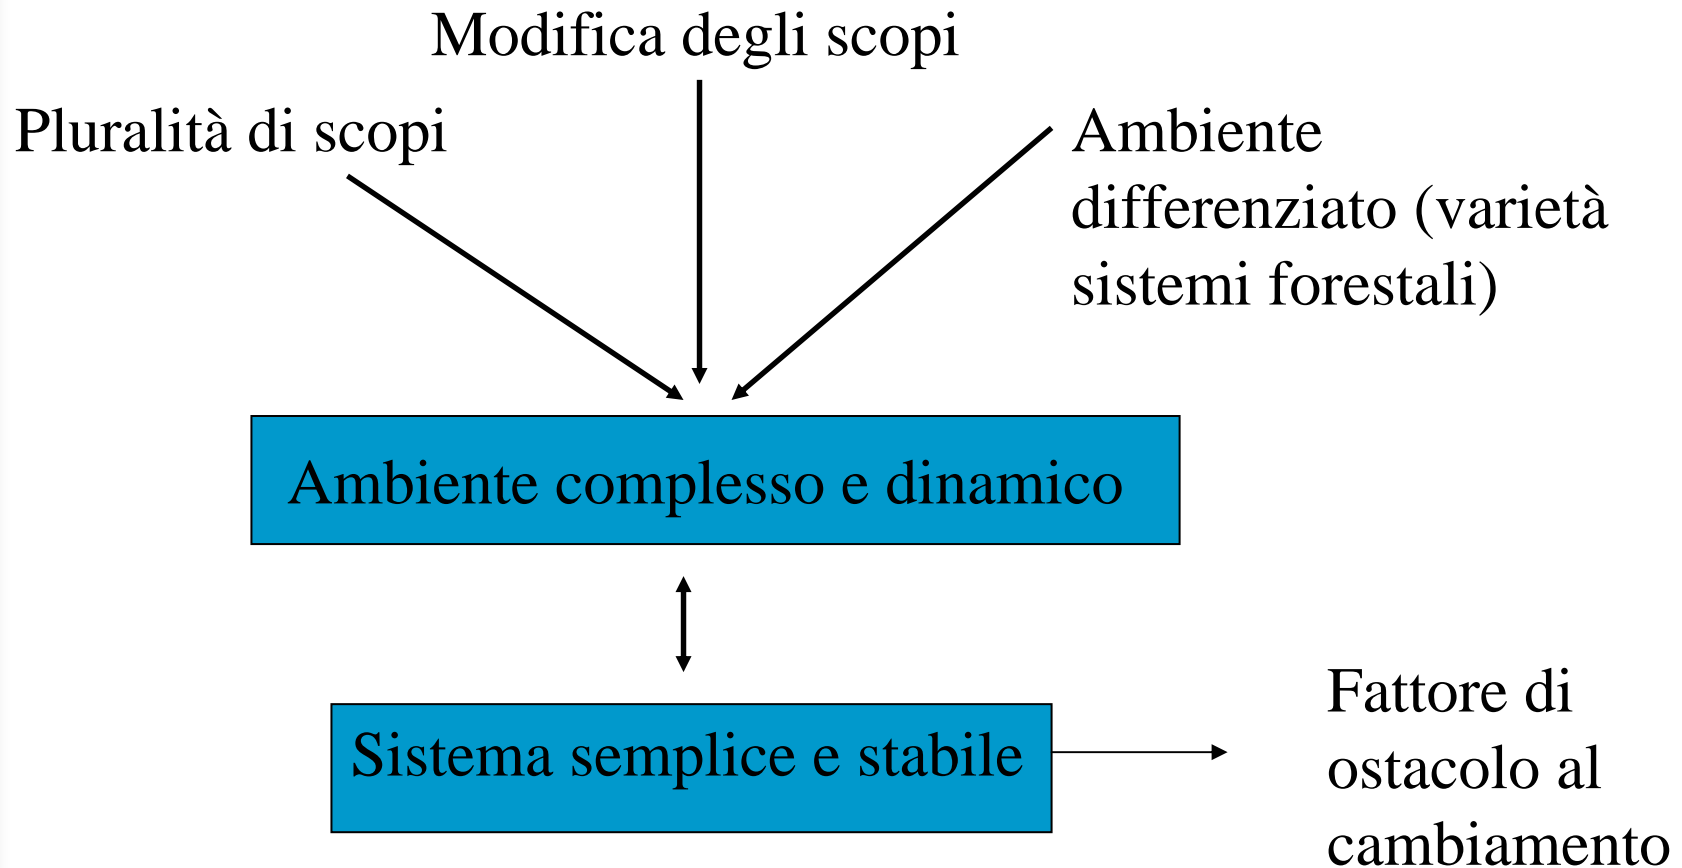 Modifica degli scopi
Pluralità di scopi
Ambiente
differenziato (varietà
sistemi forestali)
Ambiente complesso e dinamico
Sistema semplice e stabile
Fattore di
ostacolo al
cambiamento